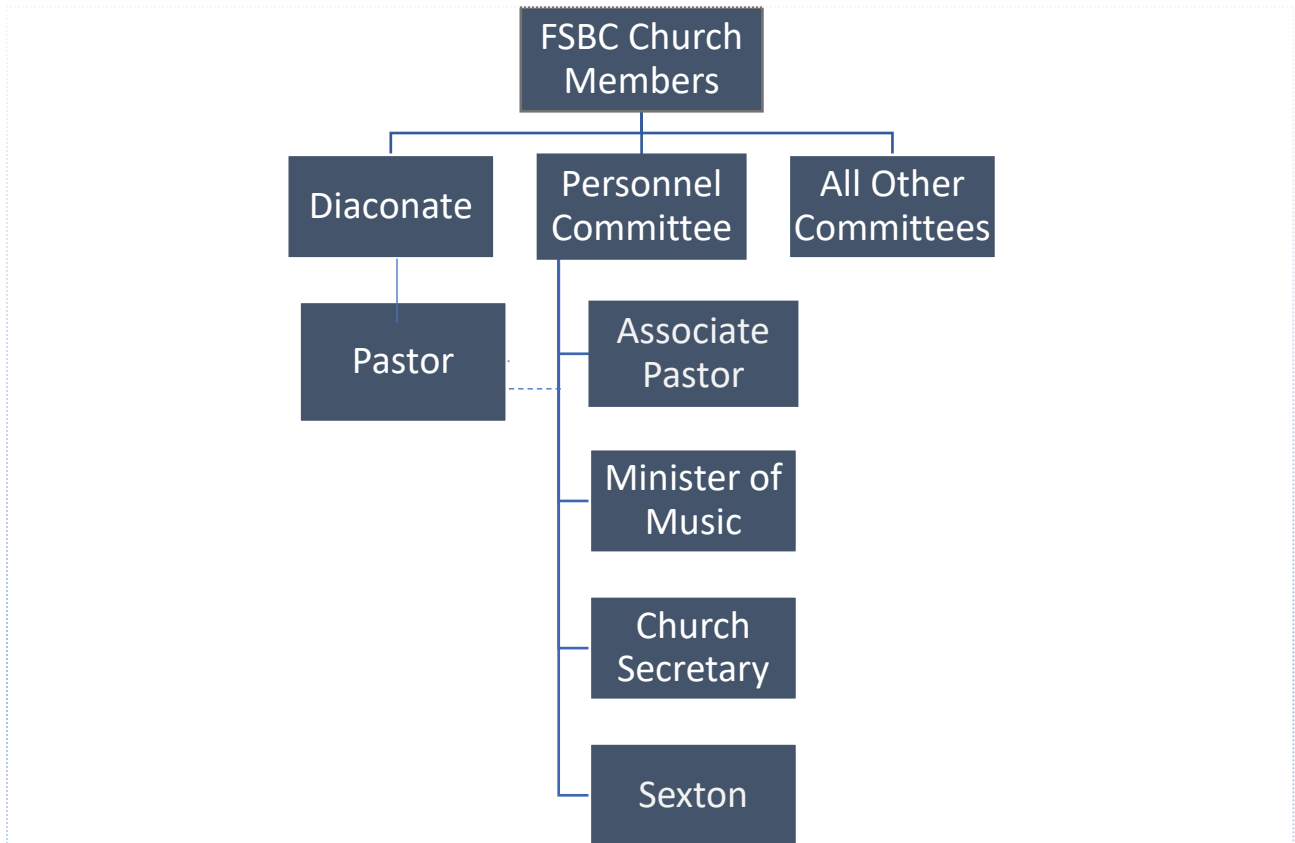 FSBC Church
Members
Diaconate
Personnel
Committee
All Other
Committees
Pastor
Associate
Pastor
Minister of
Music
Church
Secretary
Sexton